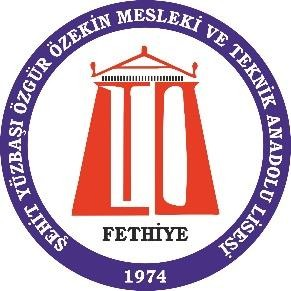 ŞEHİT YÜZBAŞI ÖZGÜR ÖZEKİN MESLEKİ VE TEKNİK ANADOLU LİSESİ
FETHİYE
1974